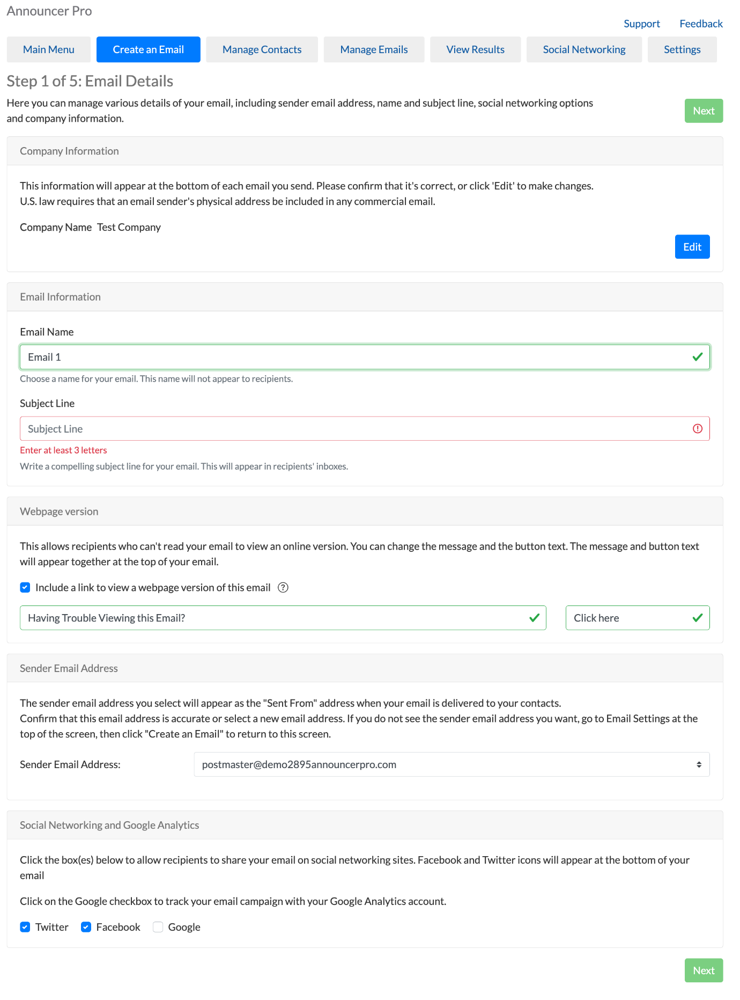 Announcer Pro
Support Feedback
Main Menu Create an Email Manage Contacts Manage Emails View Results Social Networking Settings
Step 1 of 5: Email Details
Here you can manage various details of your email, including sender email address, name and subject line, social networking options
and company information.
Next
Company Information
This information will appear at the bottom of each email you send. Please confirm that it's correct, or click 'Edit' to make changes.
U.S. law requires that an email sender's physical address be included in any commercial email.
Company Name Test Company
Edit
Email Information
Email Name
Email 1
Choose a name for your email. This name will not appear to recipients.
Subject Line
Subject Line
Enter at least 3 letters
Write a compelling subject line for your email. This will appear in recipients' inboxes.
Webpage version
This allows recipients who can't read your email to view an online version. You can change the message and the button text. The message and button text
will appear together at the top of your email.
Include a link to view a webpage version of this email
Having Trouble Viewing this Email? Click here
Sender Email Address
The sender email address you select will appear as the "Sent From" address when your email is delivered to your contacts.
Confirm that this email address is accurate or select a new email address. If you do not see the sender email address you want, go to Email Settings at the
top of the screen, then click "Create an Email" to return to this screen.
Sender Email Address: postmaster@demo2895announcerpro.com
Social Networking and Google Analytics
Click the box(es) below to allow recipients to share your email on social networking sites. Facebook and Twitter icons will appear at the bottom of your
email
Click on the Google checkbox to track your email campaign with your Google Analytics account.
Twitter Facebook Google
Next